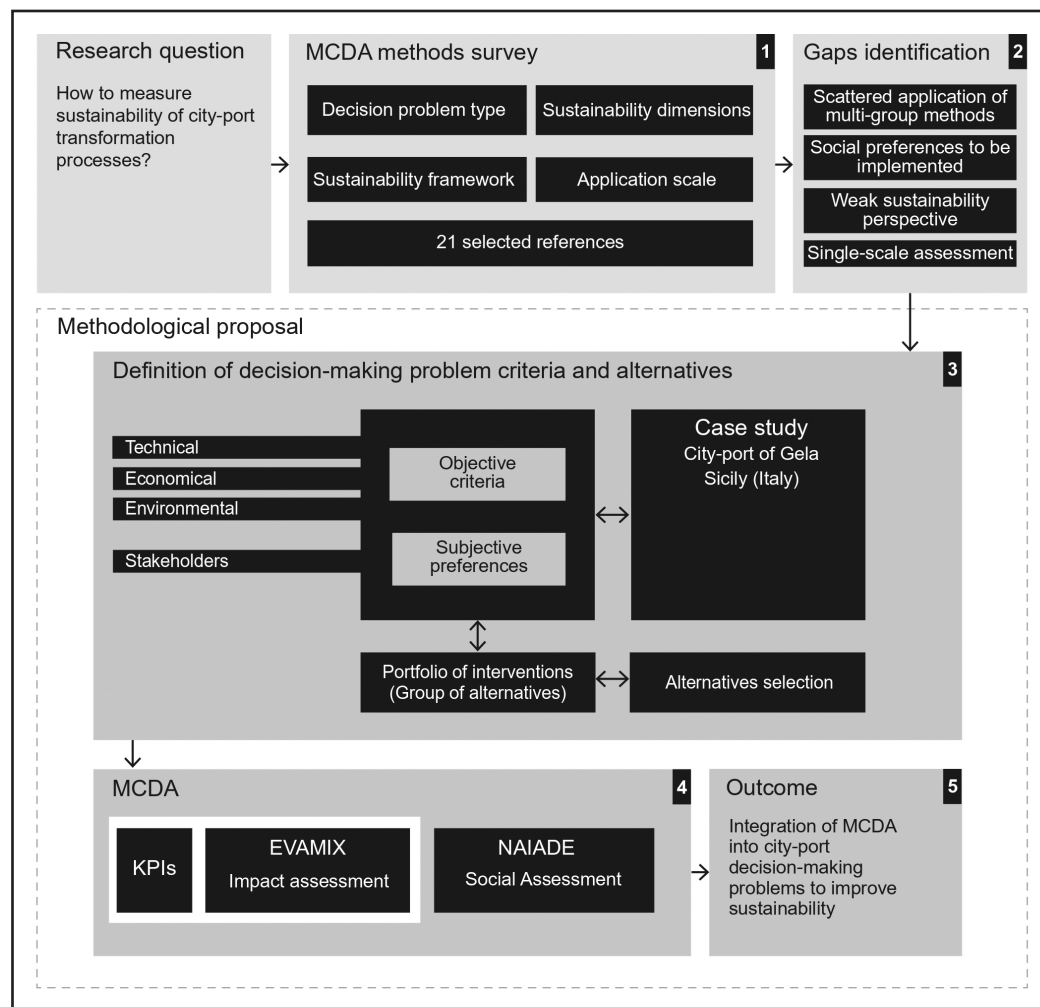 Research question
How to measure
sustainability of city-port
transformation
processes?
MCDA methods survey
1
Decision problem type
Sustainability dimensions
Sustainability framework
Application scale
21 selected references
Gaps identification
2
Scattered application of
multi-group methods
Social preferences to be
implemented
Weak sustainability
perspective
Single-scale assessment
Methodological proposal
Definition of decision-making problem criteria and alternatives
3
Technical
Economical
Environmental
Stakeholders
Objective
criteria
Subjective
preferences
Case study
City-port of Gela
Sicily (Italy)
Portfolio of interventions
(Group of alternatives)
Alternatives selection
MCDA
4
KPIs
EVAMIX
Impact assessment
NAIADE
Social Assessment
Outcome
5
Integration of MCDA
into city-port
decision-making
problems to improve
sustainability